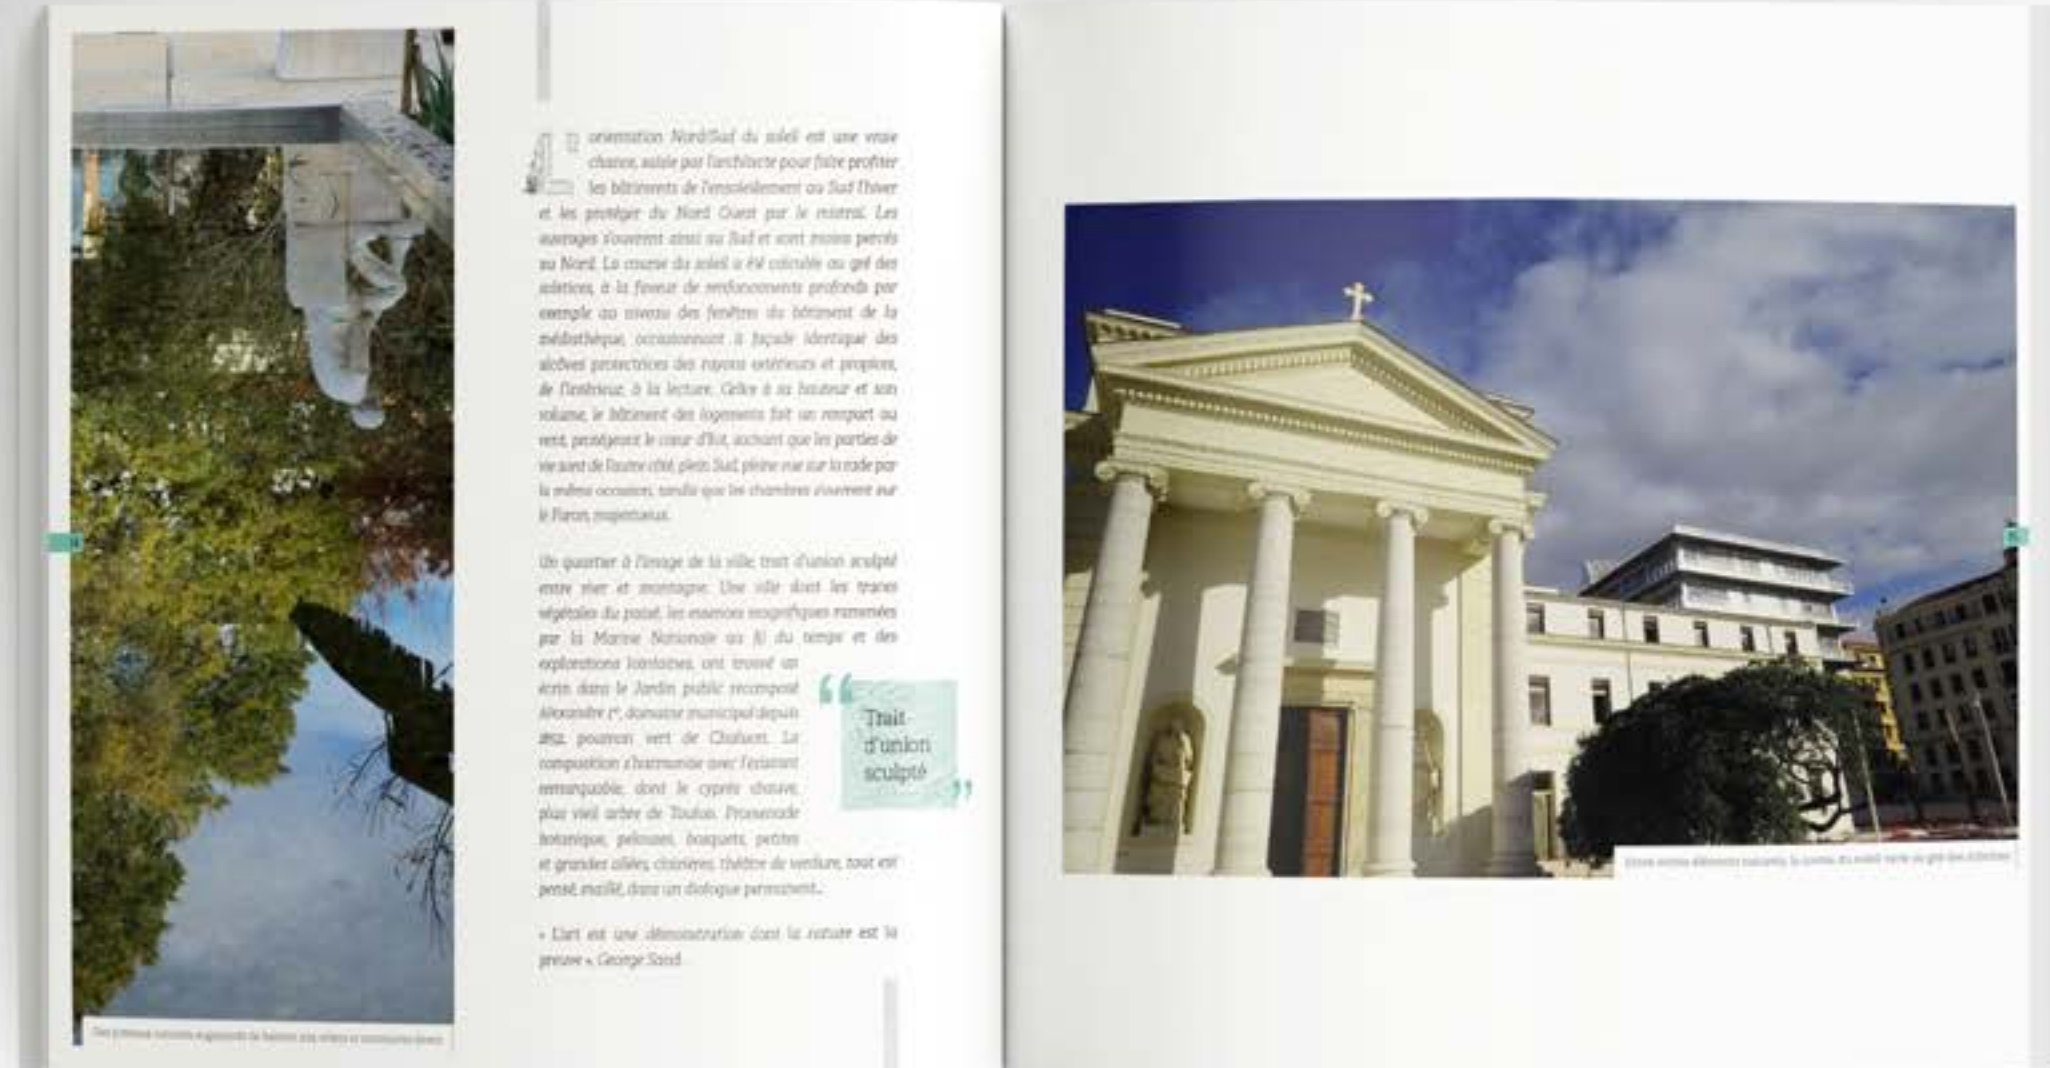 L'orientation Nord/Sud du soleil est une vraie
chance, saisie par l'architecte pour faire profiter
les bâtiments de l'ensoleillement au Sud l'hiver
et les protéger du Nord Ouest par le mistral. Les
ouvrages s'ouvrent ainsi au Sud et sont moins percés
au Nord. La course du soleil a été calculée au gré des
solstices, à la faveur de renfoncements profonds par
exemple au niveau des fenêtres du bâtiment de la
médiathèque, occasionnant à façade identique des
alcôves protectrices des rayons extérieurs et propices,
de l'intérieur, à la lecture. Grâce à sa hauteur et son
volume, le bâtiment des logements fait un rempart au
vent, protégeant le cœur d'îlot, sachant que les parties de
vie sont de l'autre côté, plein Sud, pleine vue sur la rade par
la même occasion, tandis que les chambres s'ouvrent sur
le Faron, majestueux.
Un quartier à l'image de la ville, trait d'union sculpté
entre mer et montagne. Une ville dont les traces
végétales du passé, les essences magnifiques ramenées
par la Marine Nationale au fil du temps et des
explorations lointaines, ont trouvé un
écrin dans le Jardin public recomposé
Alexandre 1er, domaine municipal depuis
1852, poumon vert de Chalucet. La
composition s'harmonise avec l'existant
remarquable, dont le cyprès chauve,
plus vieil arbre de Toulon. Promenade
botanique, pelouses, bosquets, petites
et grandes allées, clairières, théâtre de verdure, tout est
pensé, maillé, dans un dialogue permanent...
« L'art est une démonstration dont la nature est la
preuve », George Sand.
“ Trait
d'union
sculpté ”